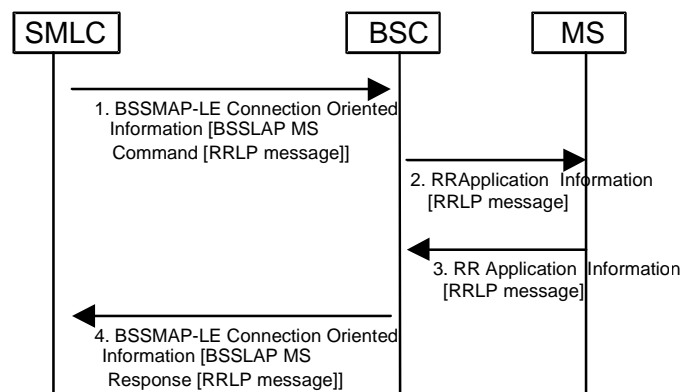 SMLC
BSC
MS
1. BSSMAP-LE Connection Oriented
Information [BSSLAP MS
Command [RRLP message]]
2. RRApplication Information
[RRLP message]
3. RR Application Information
[RRLP message]
4. BSSMAP-LE Connection Oriented
Information [BSSLAP MS
Response [RRLP message]]